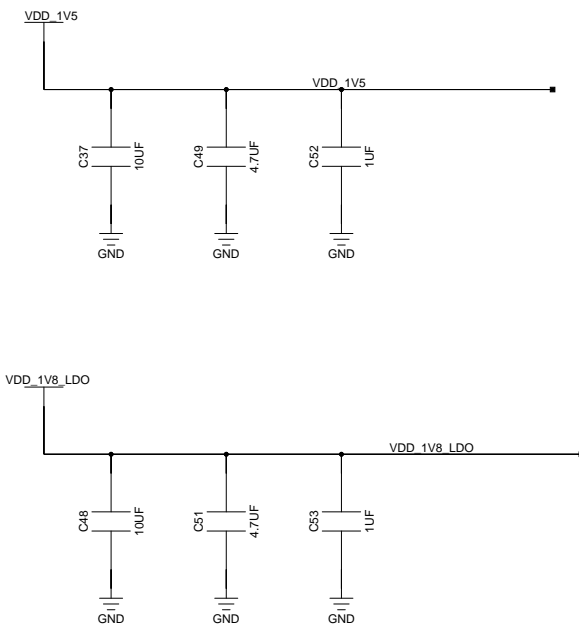 VDD_1V5
VDD_1V5
C37
10UF
C49
4.7UF
C52
1UF
GND
GND
GND
VDD_1V8_LDO
VDD_1V8_LDO
C48
10UF
C51
4.7UF
C53
1UF
GND
GND
GND